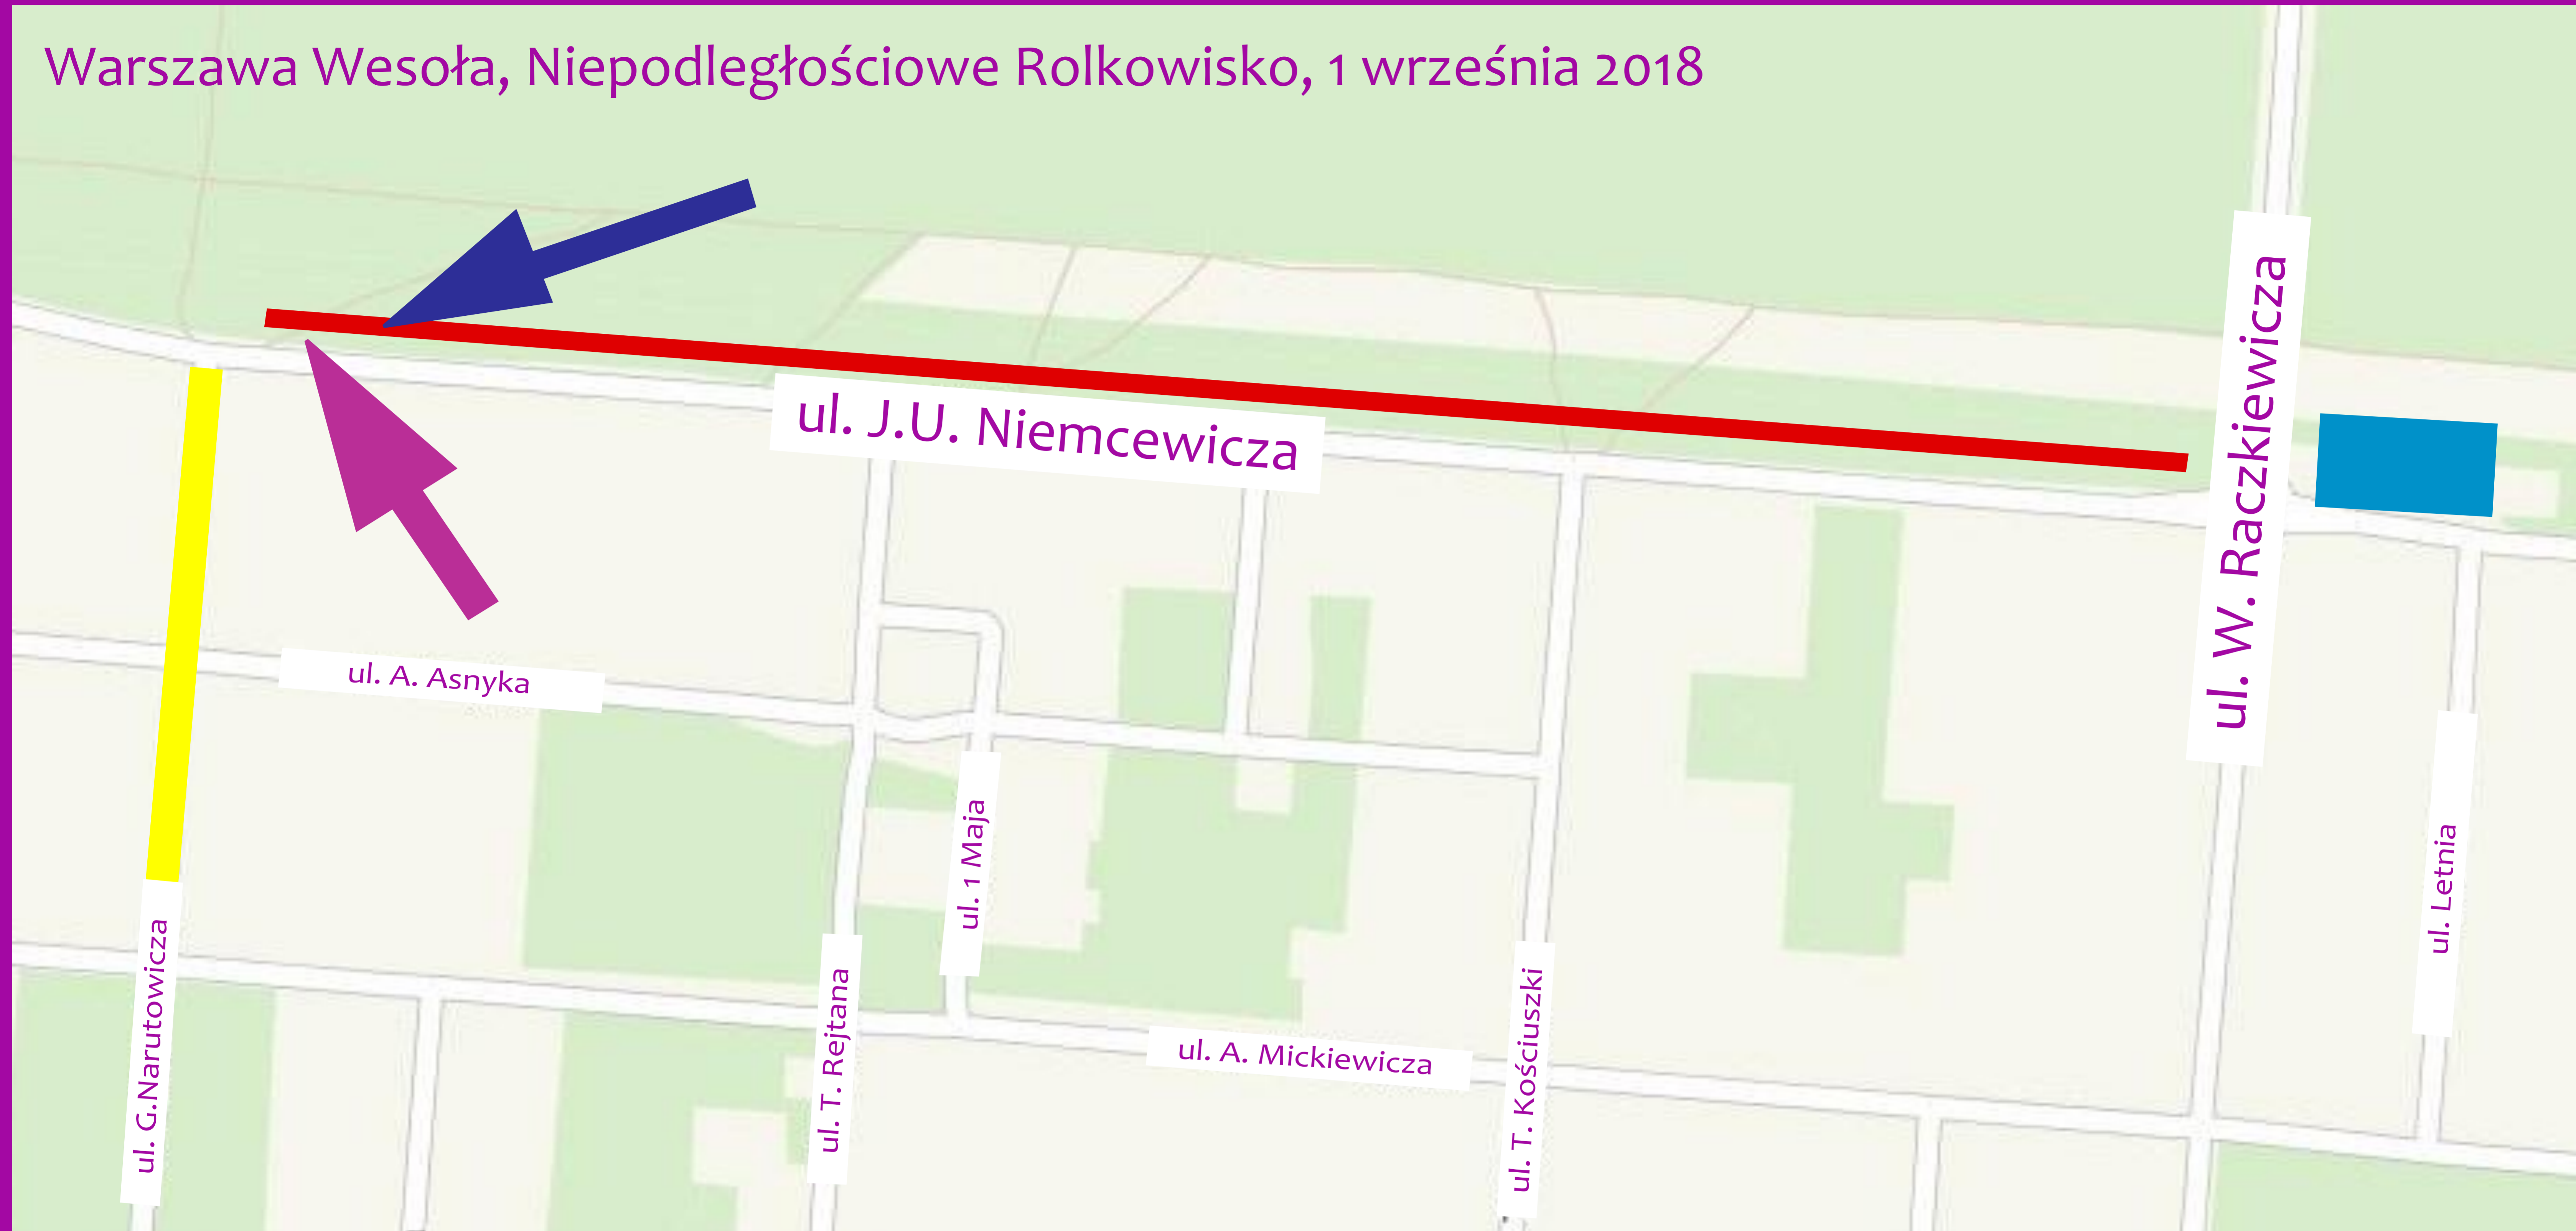 Warszawa Wesoła, Niepodległościowe Rolkowisko, 1 września 2018
ul. J.U. Niemcewicza
ul. W. Raczkiewicza
ul. A. Asnyka
ul. 1 Maja
ul. Letnia
ul. G.Narutowicza
ul. T. Rejtana
ul. A. Mickiewicza
ul. T. Kościuszki